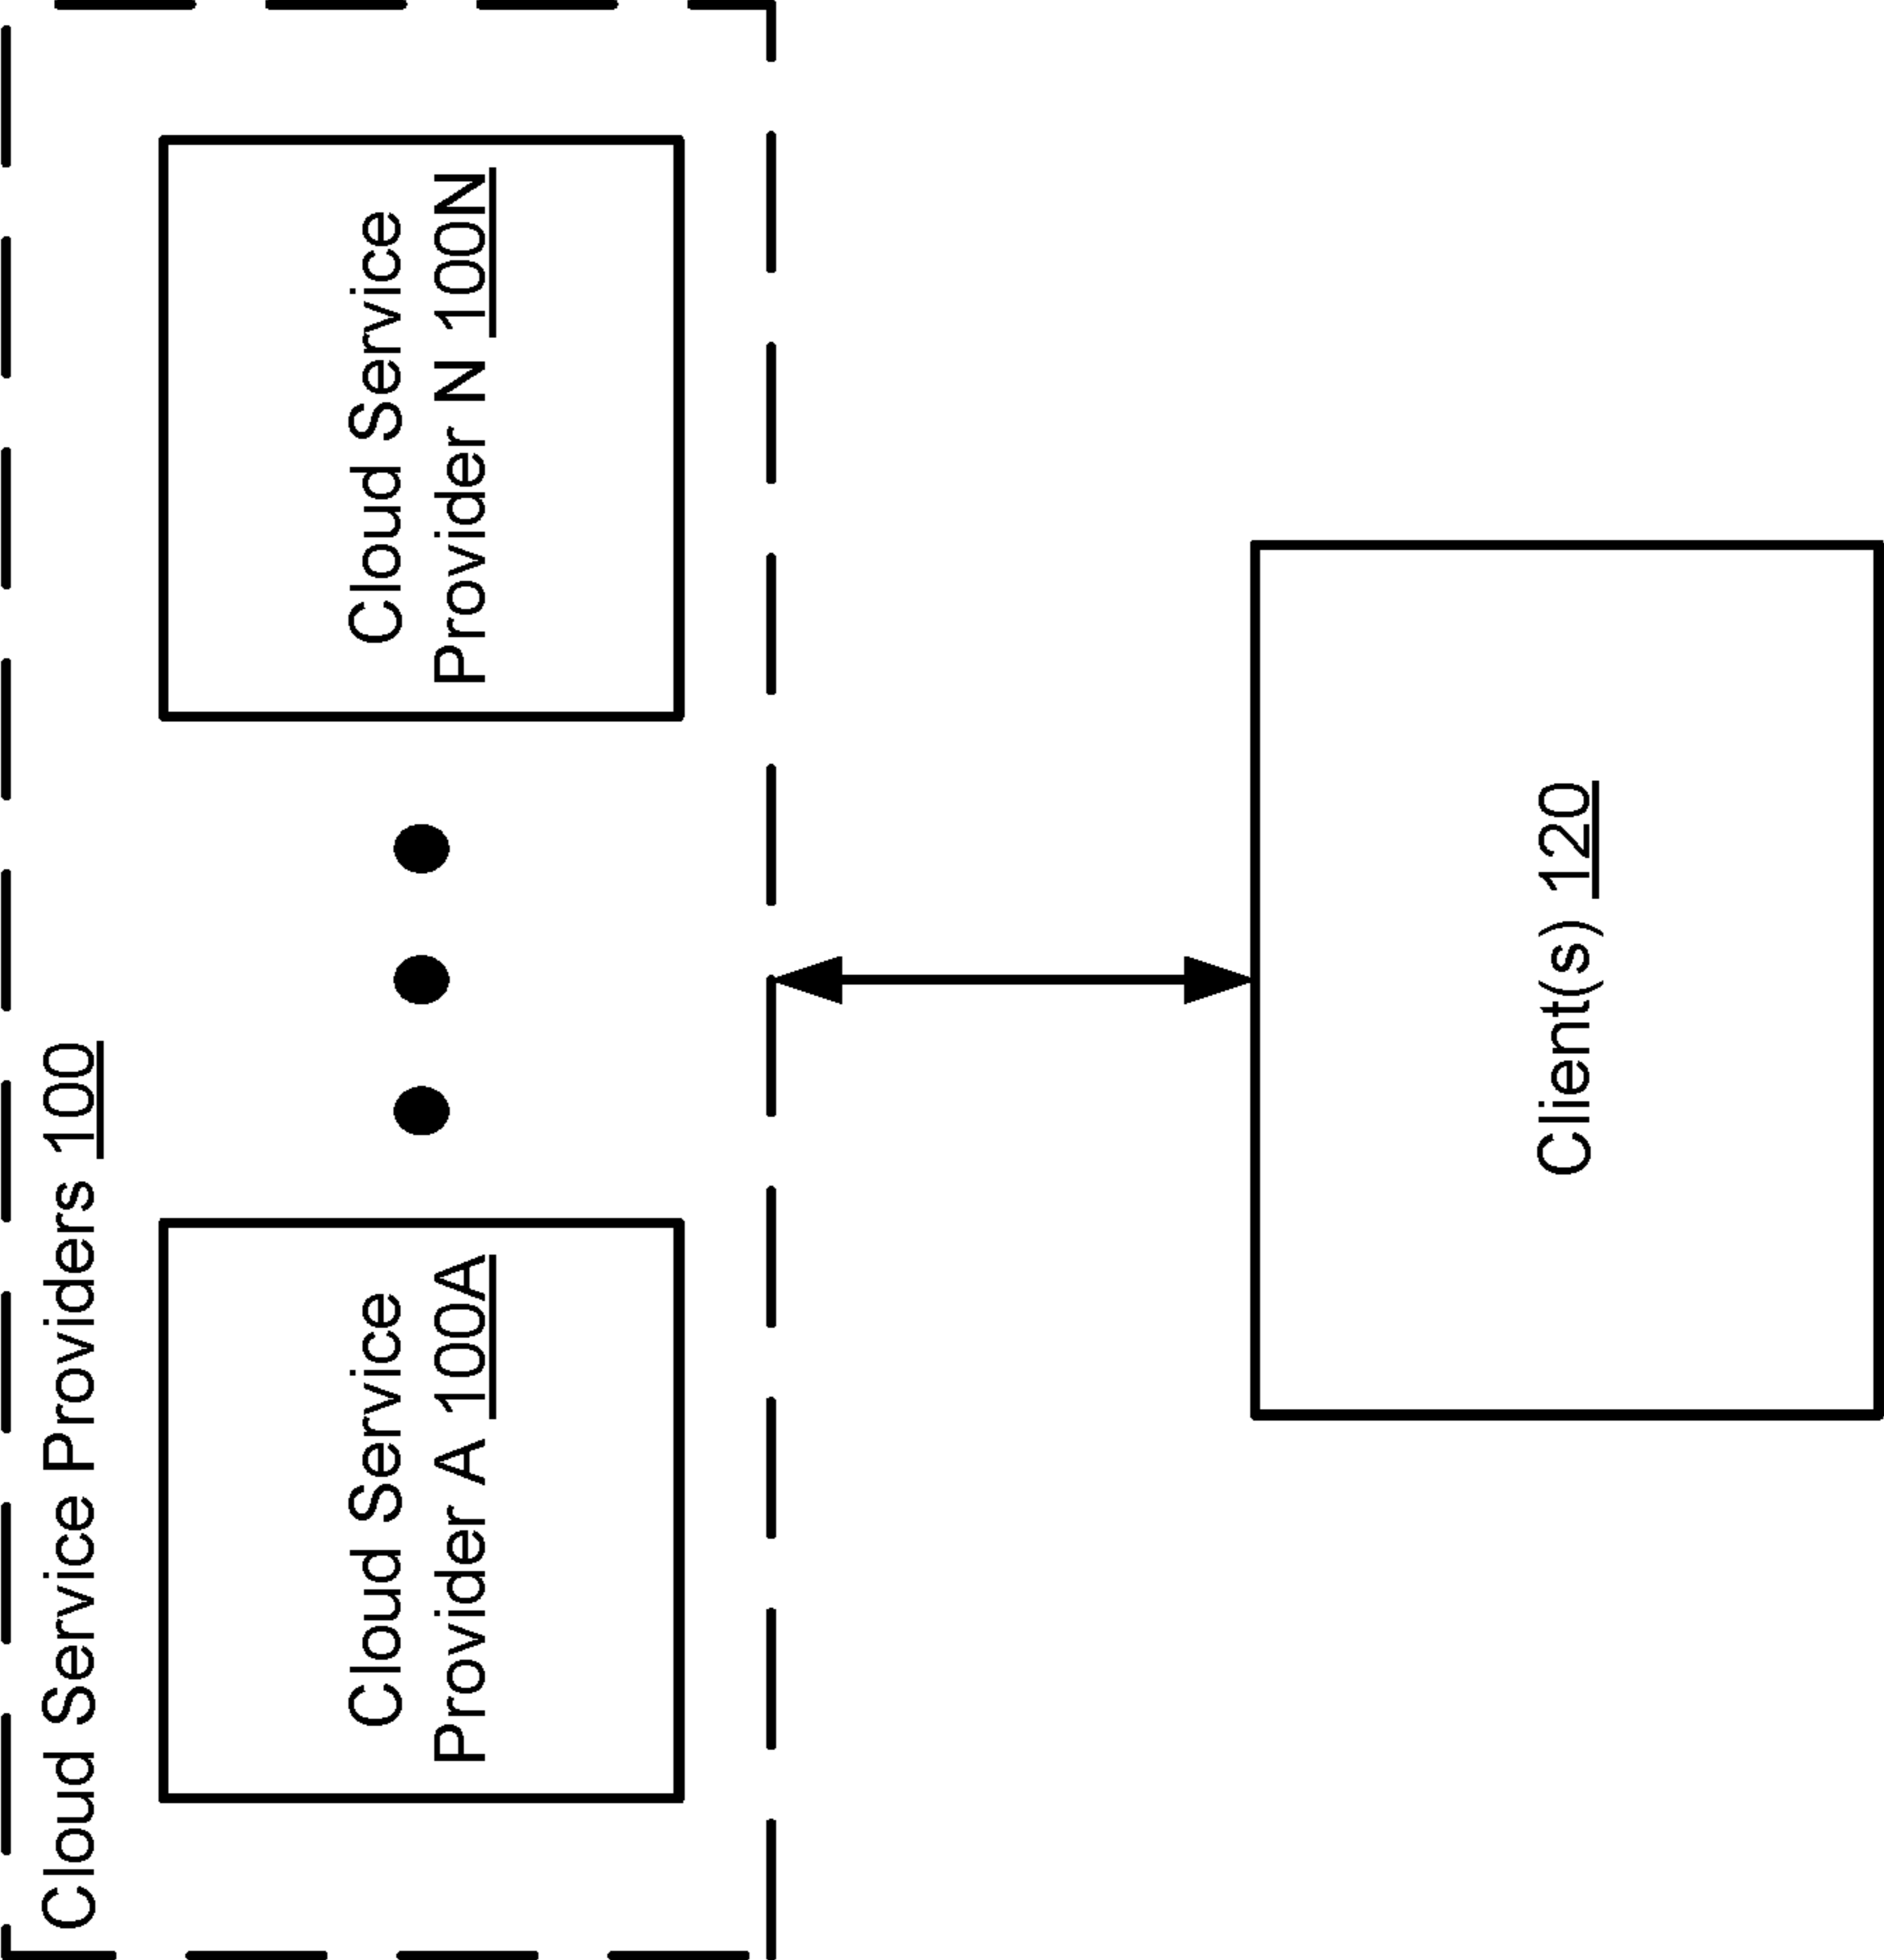 Cloud Service Providers 100
Cloud Service
Provider A 100A
Cloud Service
Provider N 100N
Client(s) 120